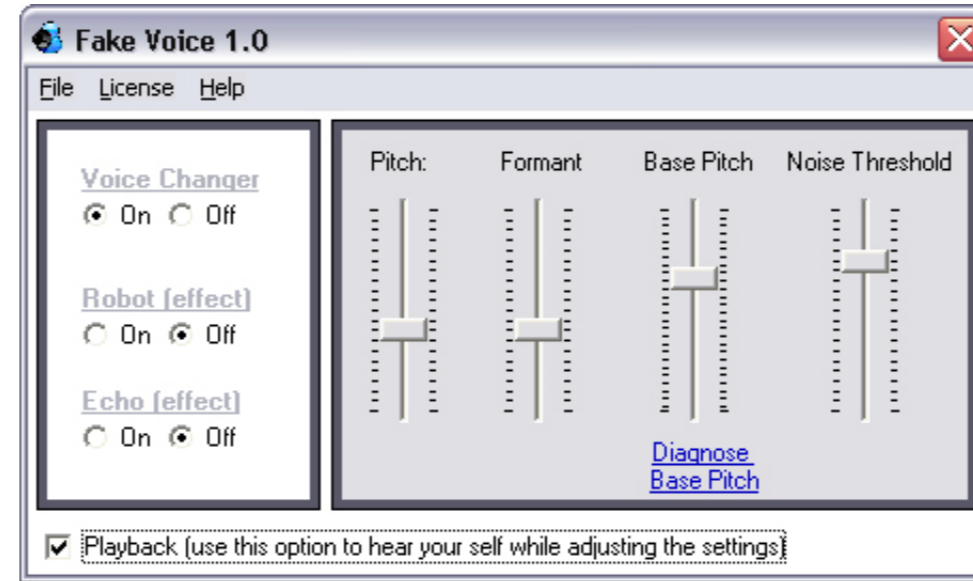 Fake Voice 1.0
File License Help
Voice Changer
On Off
Robot (effect)
On Off
Echo (effect)
On Off
Pitch: Formant Base Pitch Noise Threshold
Diagnose
Base Pitch
Playback (use this option to hear your self while adjusting the settings)